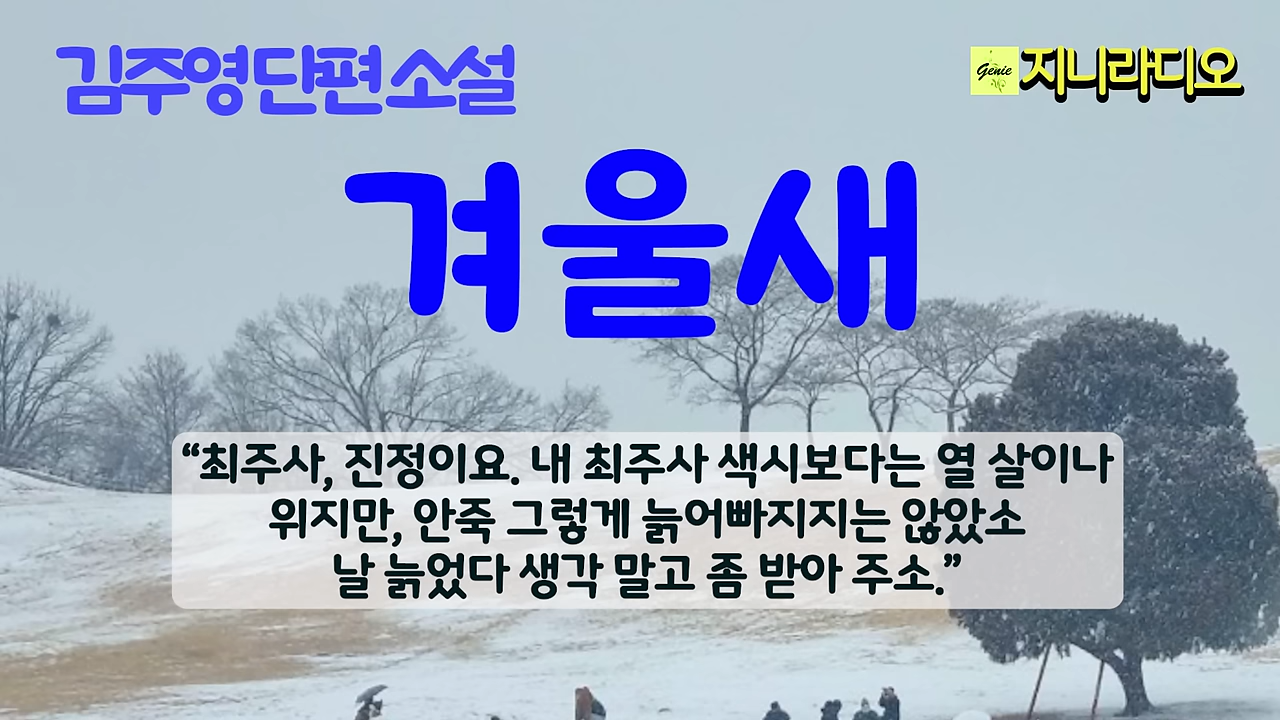 김주영 단편 소설
Genie 지니라디오
겨울새
“최주사, 진정이요. 내 최주사 색시보다는 열 살이나
위지만, 안죽 그렇게 늙어빠지지는 않았소
날 늙었다 생각 말고 좀 받아 주소.”